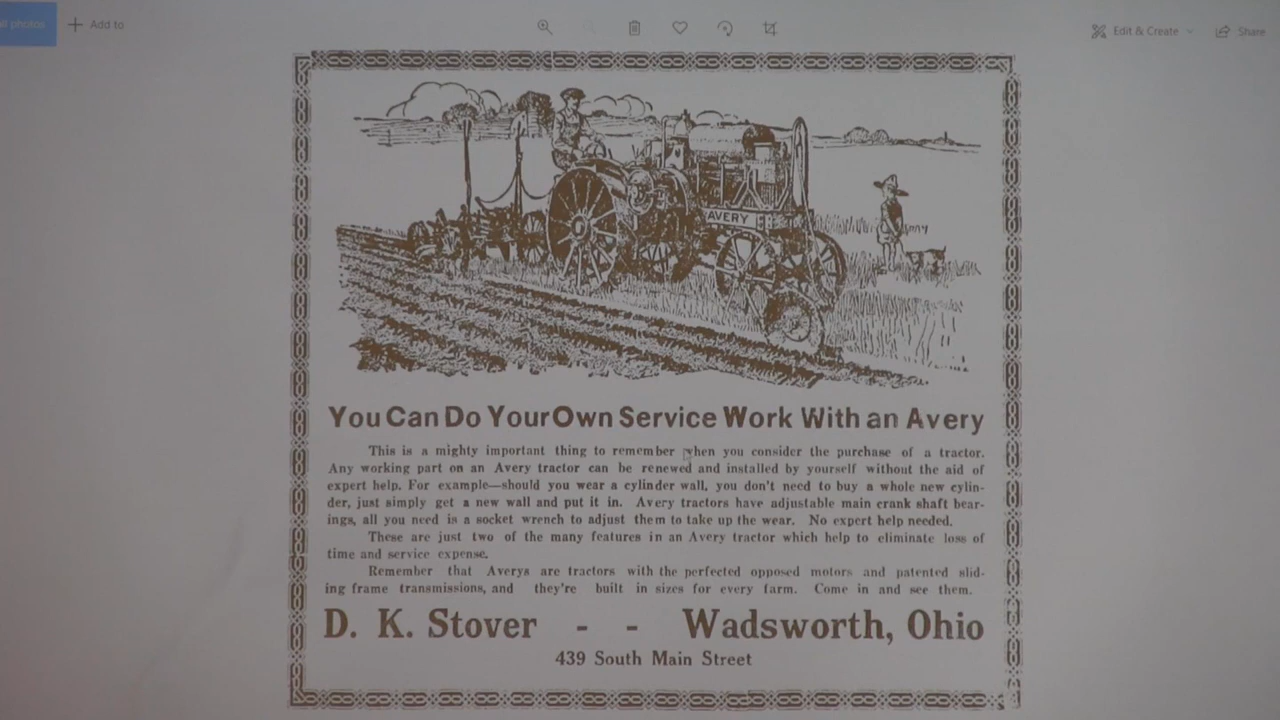 all photos
Add to
Edit & Create
Share
AVERY
You Can Do Your Own Service Work With an Avery
This is a mighty important thing to remember when you consider the purchase of a tractor.
Any working part on an Avery tractor can be renewed and installed by yourself without the aid of
expert help. For example—should you wear a cylinder wall, you don't need to buy a whole new cylin-
der, just simply get a new wall and put it in. Avery tractors have adjustable main crank shaft bear-
ings, all you need is a socket wrench to adjust them to take up the wear. No expert help needed.
These are just two of the many features in an Avery tractor which help to eliminate loss of
time and service expense.
Remember that Averys are tractors with the perfected opposed motors and patented slid-
ing frame transmissions, and they're built in sizes for every farm. Come in and see them.
D. K. Stover - - Wadsworth, Ohio
439 South Main Street